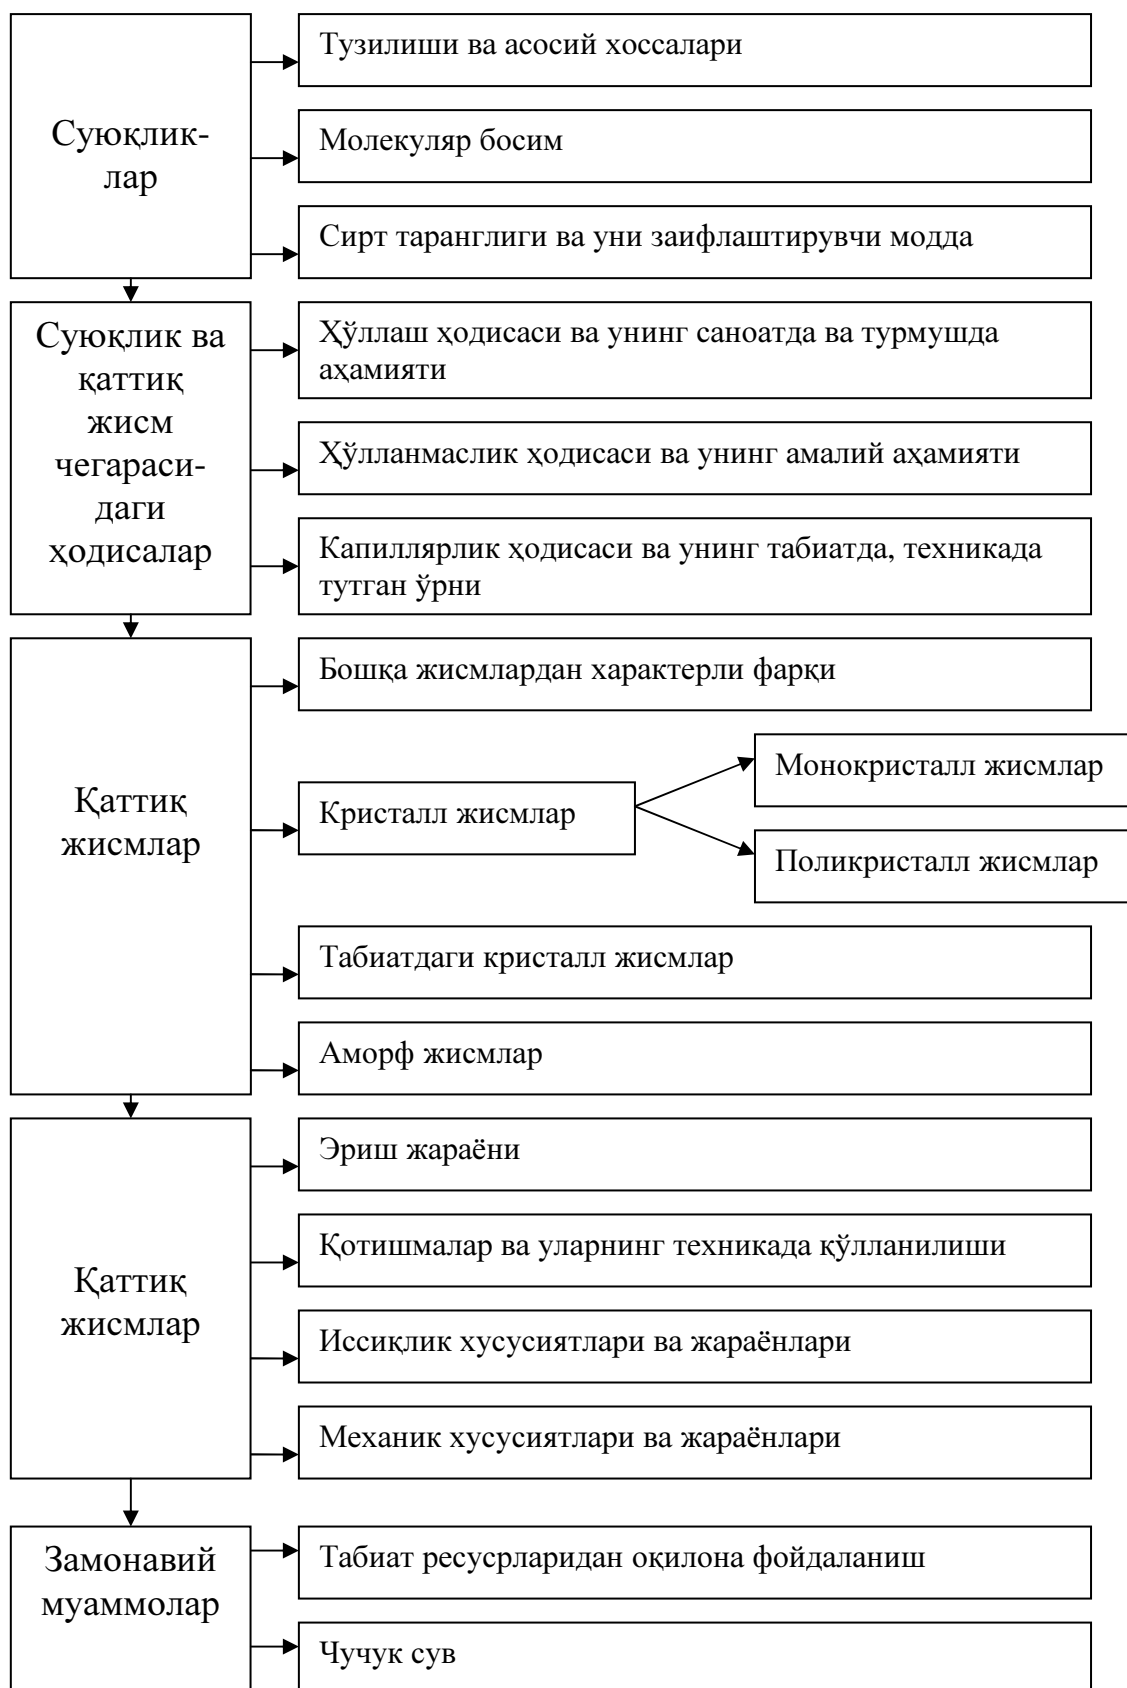 Суюқлик-
лар
Тузилиши ва асосий хоссалари
Молекуляр босим
Сирт таранглиги ва уни заифлаштирувчи модда
Суюқлик ва
қаттиқ
жисм
чегараси-
даги
ҳодисалар
Ҳўллаш ҳодисаси ва унинг саноатда ва турмушда
аҳамияти
Ҳўлланмаслик ҳодисаси ва унинг амалий аҳамияти
Капиллярлик ҳодисаси ва унинг табиатда, техникада
тутган ўрни
Қаттиқ
жисмлар
Бошқа жисмлардан характерли фарқи
Кристалл жисмлар
Монокристалл жисмлар
Поликристалл жисмлар
Табиатдаги кристалл жисмлар
Аморф жисмлар
Қаттиқ
жисмлар
Эриш жараёни
Қотишмалар ва уларнинг техникада қўлланилиши
Иссиқлик хусусиятлари ва жараёнлари
Механик хусусиятлари ва жараёнлари
Замонавий
муаммолар
Табиат ресусрларидан оқилона фойдаланиш
Чучук сув